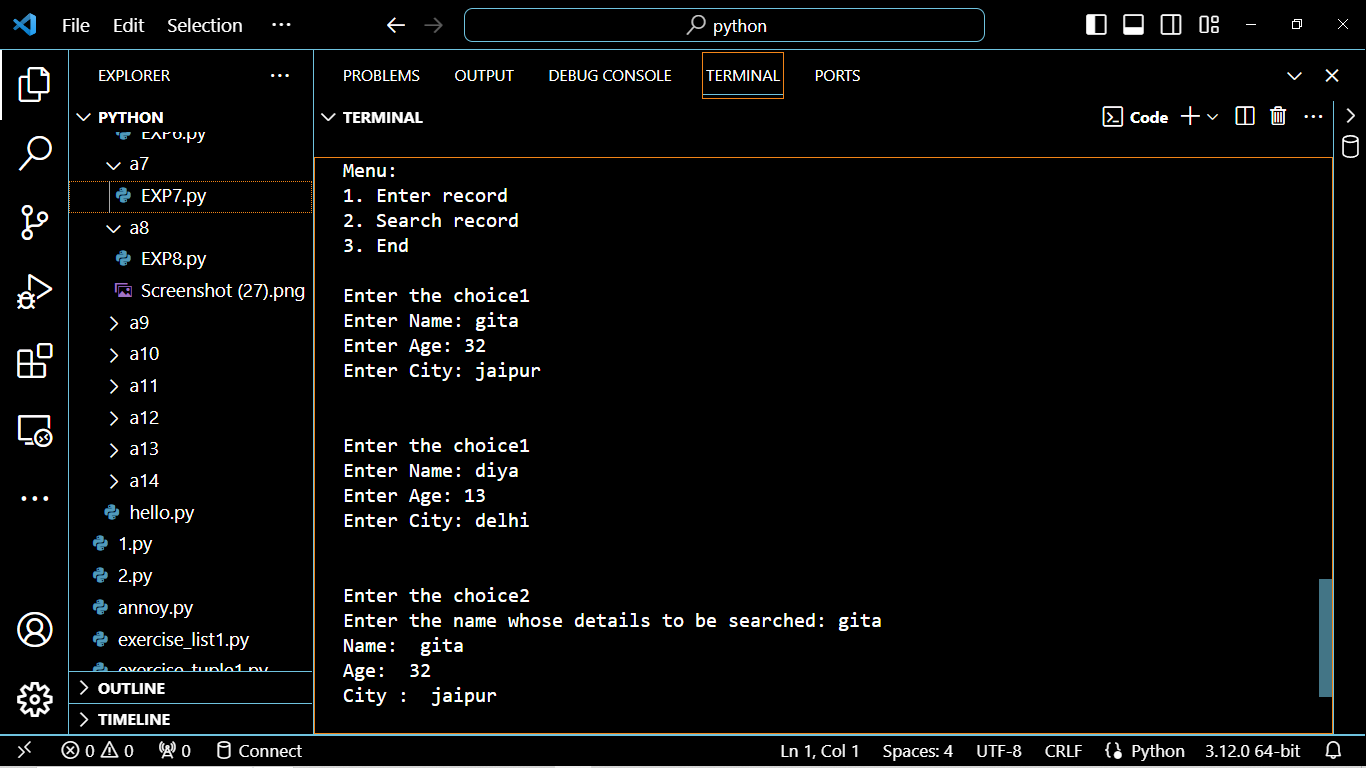 File Edit Selection ···
python
EXPLORER ···
PROBLEMS OUTPUT DEBUG CONSOLE TERMINAL PORTS
PYTHON
EXP6.py
a7
EXP7.py
a8
EXP8.py
Screenshot (27).png
a9
a10
a11
a12
a13
a14
hello.py
1.py
2.py
annoy.py
exercise_list1.py
exercise_tuple1.py
OUTLINE
TIMELINE
TERMINAL
Code
Menu:
1. Enter record
2. Search record
3. End
Enter the choice1
Enter Name: gita
Enter Age: 32
Enter City: jaipur
Enter the choice1
Enter Name: diya
Enter Age: 13
Enter City: delhi
Enter the choice2
Enter the name whose details to be searched: gita
Name:  gita
Age:  32
City :  jaipur
0 0 0 Connect Ln 1, Col 1 Spaces: 4 UTF-8 CRLF Python 3.12.0 64-bit